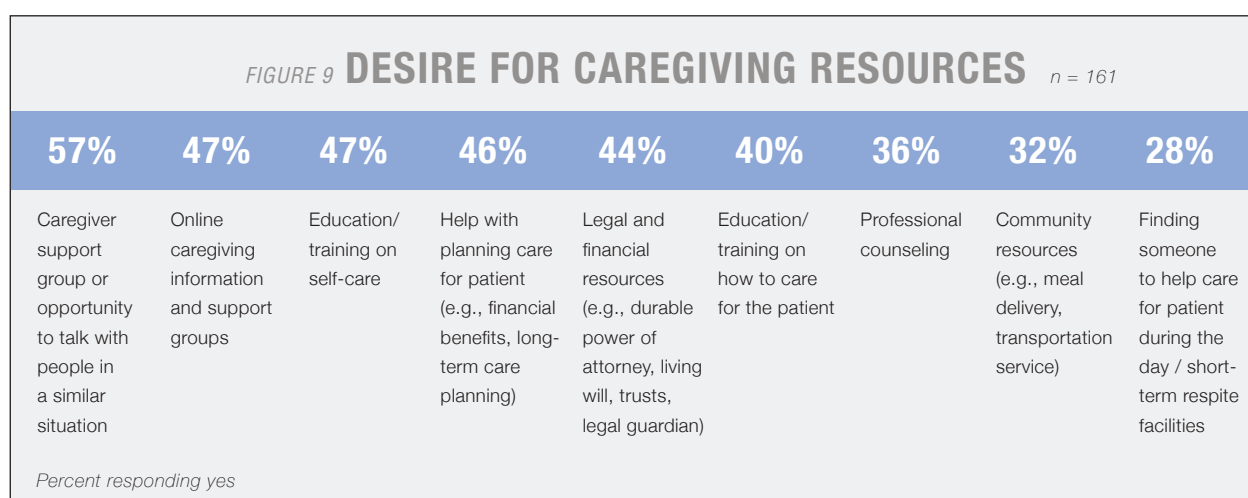 FIGURE 9 DESIRE FOR CAREGIVING RESOURCES n = 161
57% 47% 47% 46% 44% 40% 36% 32% 28%
Caregiver
support
group or
opportunity
to talk with
people in
a similar
situation
Online
caregiving
information
and support
groups
Education/
training on
self-care
Help with
planning care
for patient
(e.g., financial
benefits, long-
term care
planning)
Legal and
financial
resources
(e.g., durable
power of
attorney, living
will, trusts,
legal guardian)
Education/
training on
how to care
for the patient
Professional
counseling
Community
resources
(e.g., meal
delivery,
transportation
service)
Finding
someone
to help care
for patient
during the
day / short-
term respite
facilities
Percent responding yes